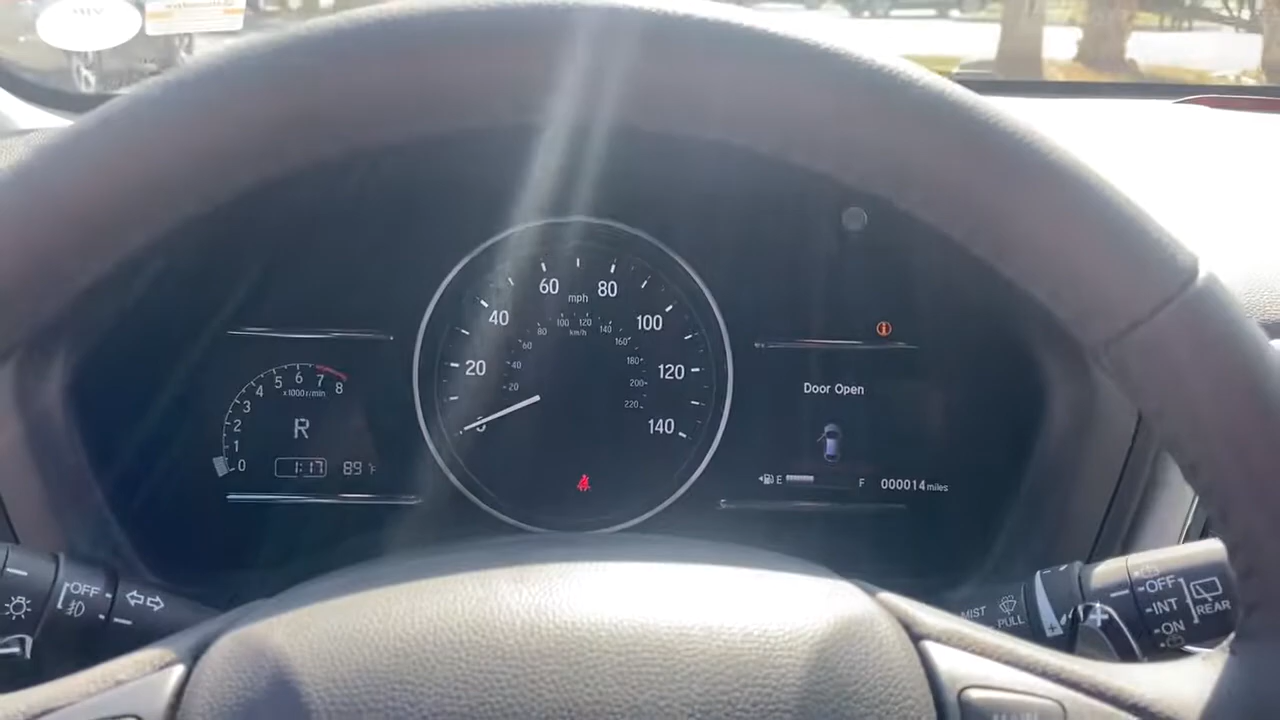 60
80
mph
40
100
100
120
80
140
km/h
60
160
20
40
180
120
20
200
220
0
140
6
5
7
4
8
x1000r/min
3
2
R
1
0
1:17
89°F
Door Open
E
F
000014 miles
OFF
MIST
PULL
OFF
INT
ON
REAR